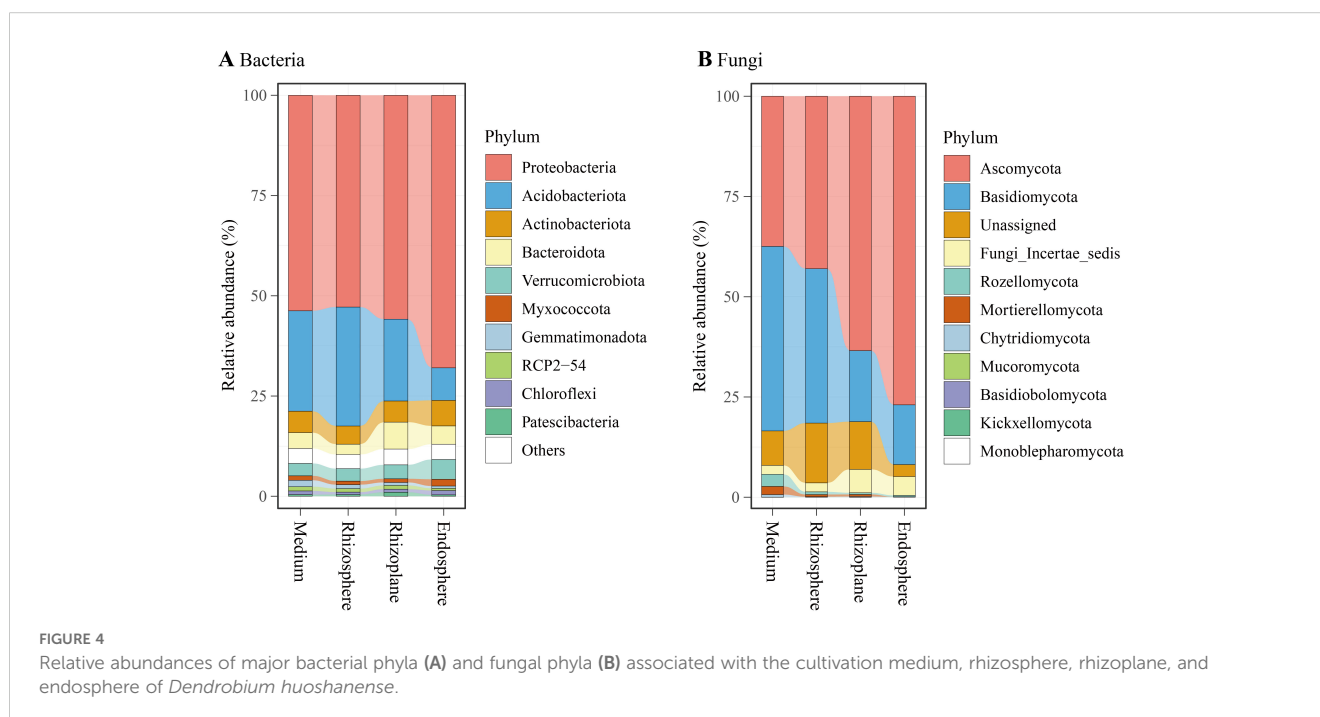 A Bacteria
Relative abundance (%)
100
75
50
25
0
Medium
Rhizosphere
Rhizoplane
Endosphere
Phylum
Proteobacteria
Acidobacteriota
Actinobacteriota
Bacteroidota
Verrucomicrobiota
Myxococcota
Gemmatimonadota
RCP2−54
Chloroflexi
Patescibacteria
Others
B Fungi
Relative abundance (%)
100
75
50
25
0
Medium
Rhizosphere
Rhizoplane
Endosphere
Phylum
Ascomycota
Basidiomycota
Unassigned
Fungi_Incertae_sedis
Rozellomycota
Mortierellomycota
Chytridiomycota
Mucoromycota
Basidiobolomycota
Kickxellomycota
Monoblepharomycota
FIGURE 4
Relative abundances of major bacterial phyla (A) and fungal phyla (B) associated with the cultivation medium, rhizosphere, rhizoplane, and
endosphere of Dendrobium huoshanense.